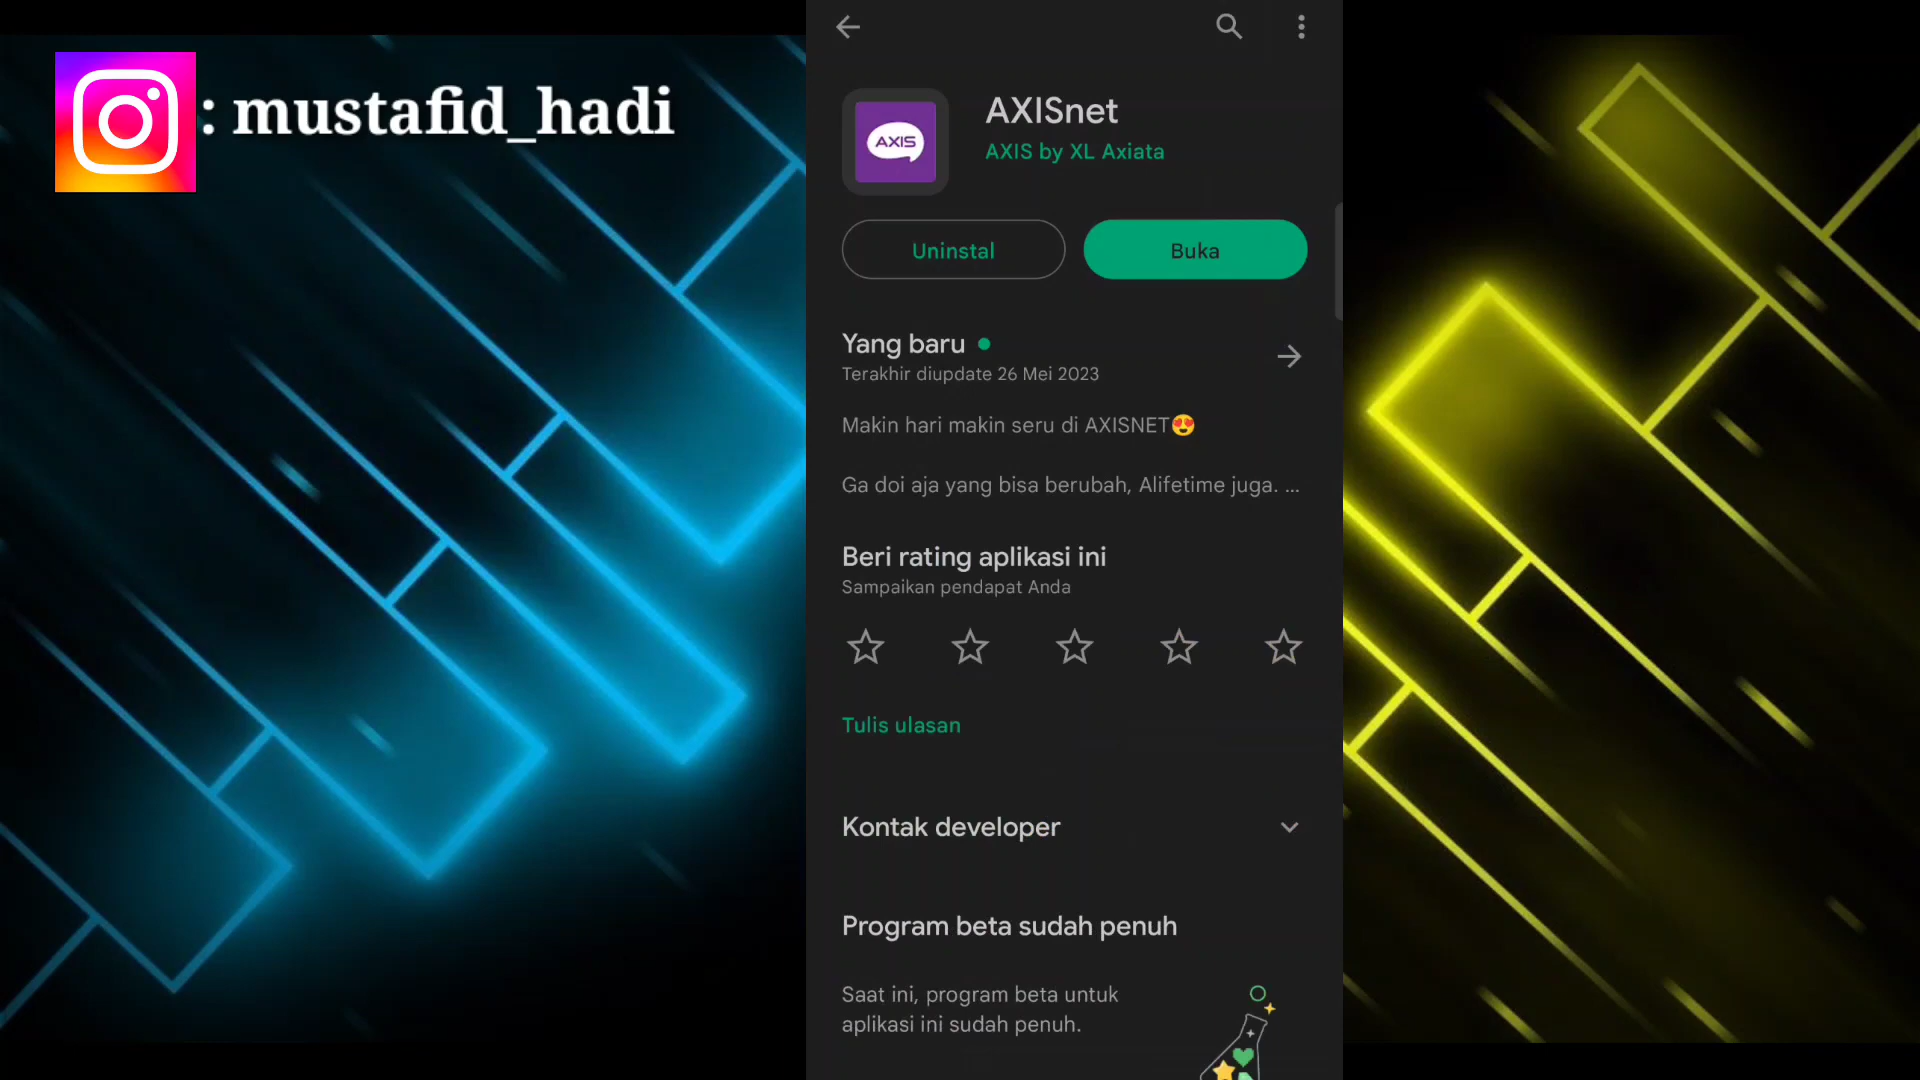 : mustafid_hadi
AXISnet
AXIS
AXIS by XL Axiata
Uninstal
Buka
Yang baru
Terakhir diupdate 26 Mei 2023
Makin hari makin seru di AXISNET😍
Ga doi aja yang bisa berubah, Alifetime juga. ...
Beri rating aplikasi ini
Sampaikan pendapat Anda
Tulis ulasan
Kontak developer
Program beta sudah penuh
Saat ini, program beta untuk
aplikasi ini sudah penuh.